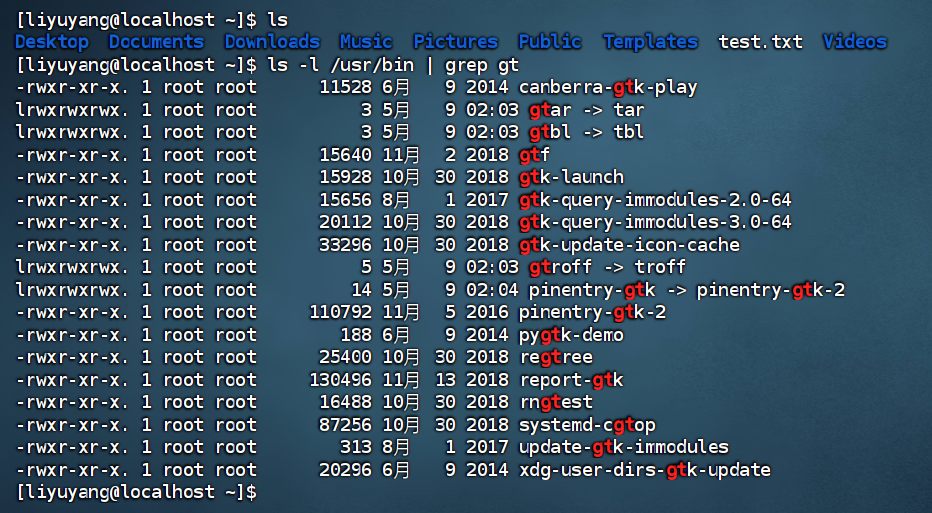 [liyuyang@localhost ~]$ ls
Desktop  Documents  Downloads  Music  Pictures  Public  Templates  test.txt  Videos
[liyuyang@localhost ~]$ ls -l /usr/bin | grep gt
-rwxr-xr-x. 1 root root      11528 6月   9 2014 canberra-gtk-play
lrwxrwxrwx. 1 root root          3 5月   9 02:03 gtar -> tar
lrwxrwxrwx. 1 root root          3 5月   9 02:03 gtbl -> tbl
-rwxr-xr-x. 1 root root      15640 11月  2 2018 gtf
-rwxr-xr-x. 1 root root      15928 10月 30 2018 gtk-launch
-rwxr-xr-x. 1 root root      15656 8月   1 2017 gtk-query-immodules-2.0-64
-rwxr-xr-x. 1 root root      20112 10月 30 2018 gtk-query-immodules-3.0-64
-rwxr-xr-x. 1 root root      33296 10月 30 2018 gtk-update-icon-cache
lrwxrwxrwx. 1 root root          5 5月   9 02:03 gtroff -> troff
lrwxrwxrwx. 1 root root         14 5月   9 02:04 pinentry-gtk -> pinentry-gtk-2
-rwxr-xr-x. 1 root root     110792 11月  5 2016 pinentry-gtk-2
-rwxr-xr-x. 1 root root        188 6月   9 2014 pygtk-demo
-rwxr-xr-x. 1 root root      25400 10月 30 2018 regtree
-rwxr-xr-x. 1 root root     130496 11月 13 2018 report-gtk
-rwxr-xr-x. 1 root root      16488 10月 30 2018 rngtest
-rwxr-xr-x. 1 root root      87256 10月 30 2018 systemd-cgtop
-rwxr-xr-x. 1 root root        313 8月   1 2017 update-gtk-immodules
-rwxr-xr-x. 1 root root      20296 6月   9 2014 xdg-user-dirs-gtk-update
[liyuyang@localhost ~]$